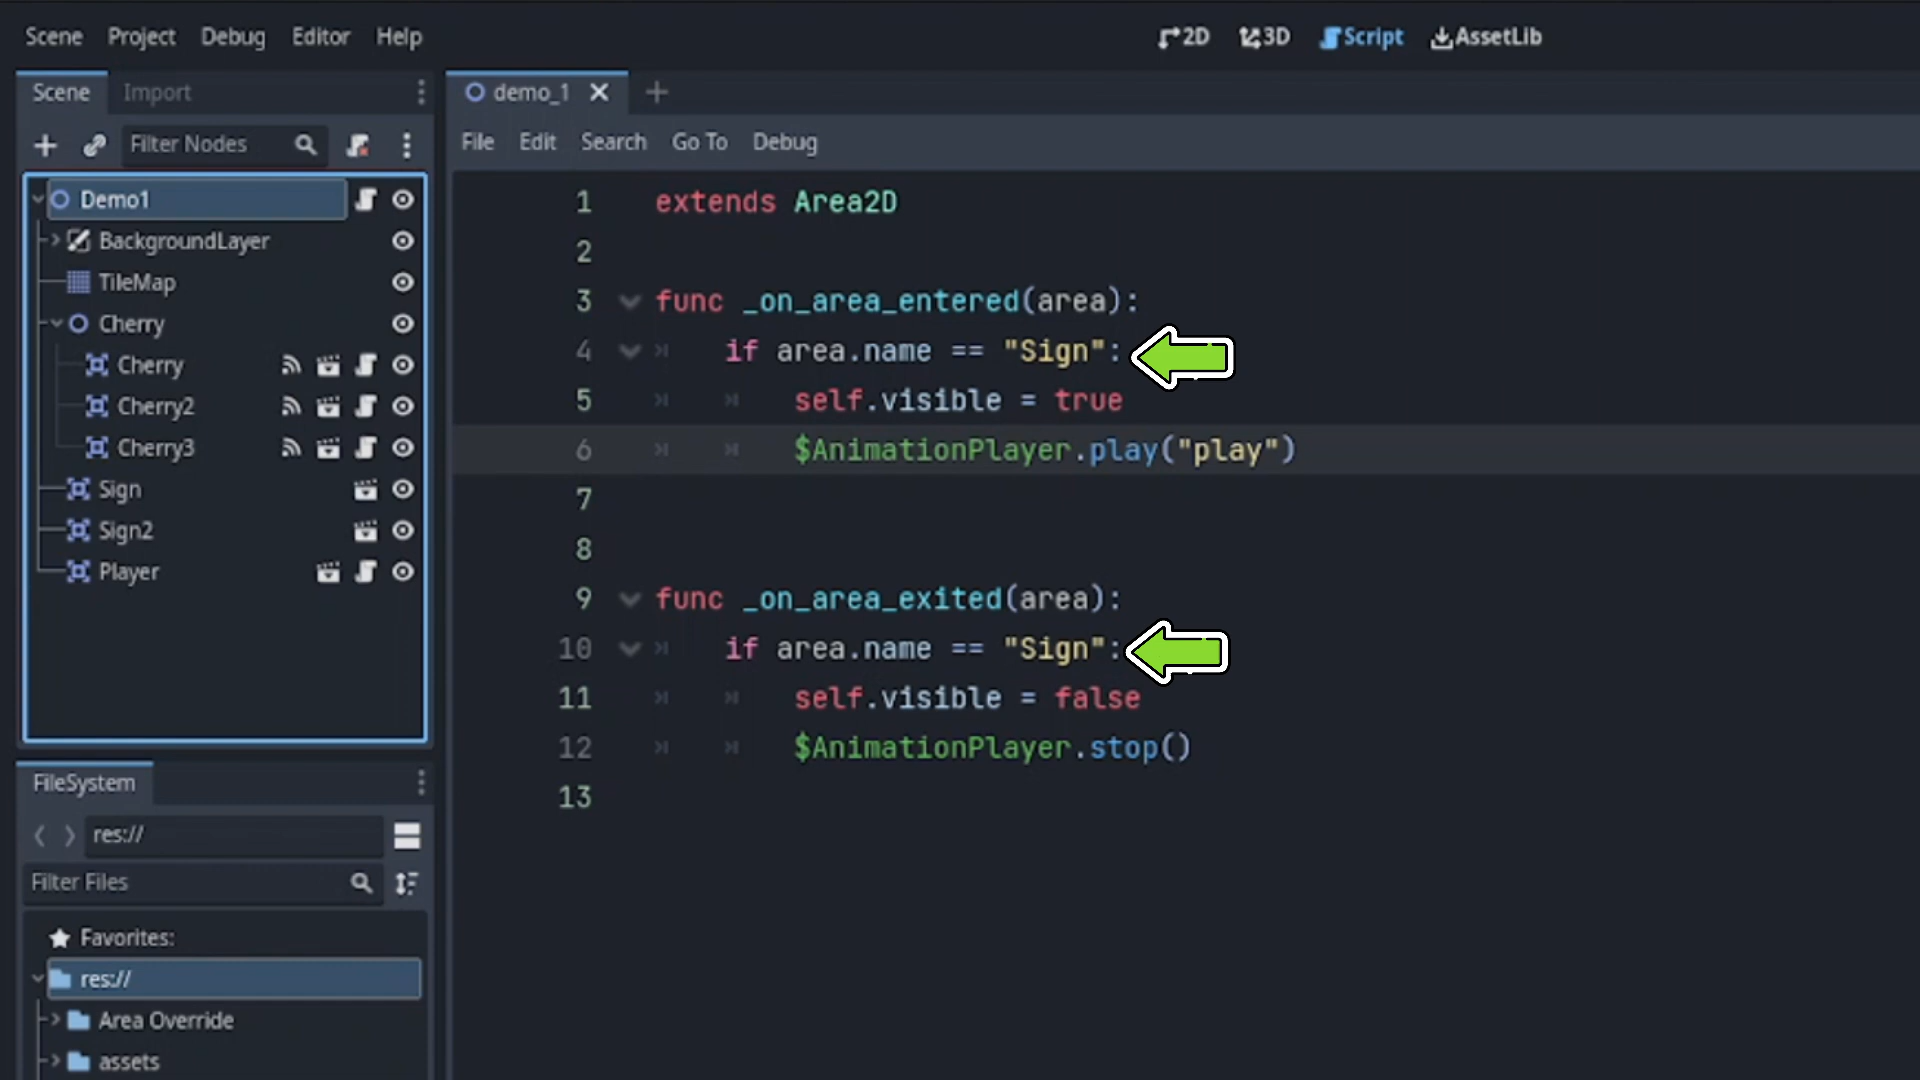 Scene Project Debug Editor Help
2D 3D Script AssetLib
Scene Import
Filter Nodes
Demo1
BackgroundLayer
TileMap
Cherry
Cherry
Cherry2
Cherry3
Sign
Sign2
Player
FileSystem
res://
Filter Files
Favorites:
res://
Area Override
assets
demo_1
File Edit Search Go To Debug
1 extends Area2D
2
3 func _on_area_entered(area):
4 if area.name == "Sign":
5 self.visible = true
6 $AnimationPlayer.play("play")
7
8
9 func _on_area_exited(area):
10 if area.name == "Sign":
11 self.visible = false
12 $AnimationPlayer.stop()
13